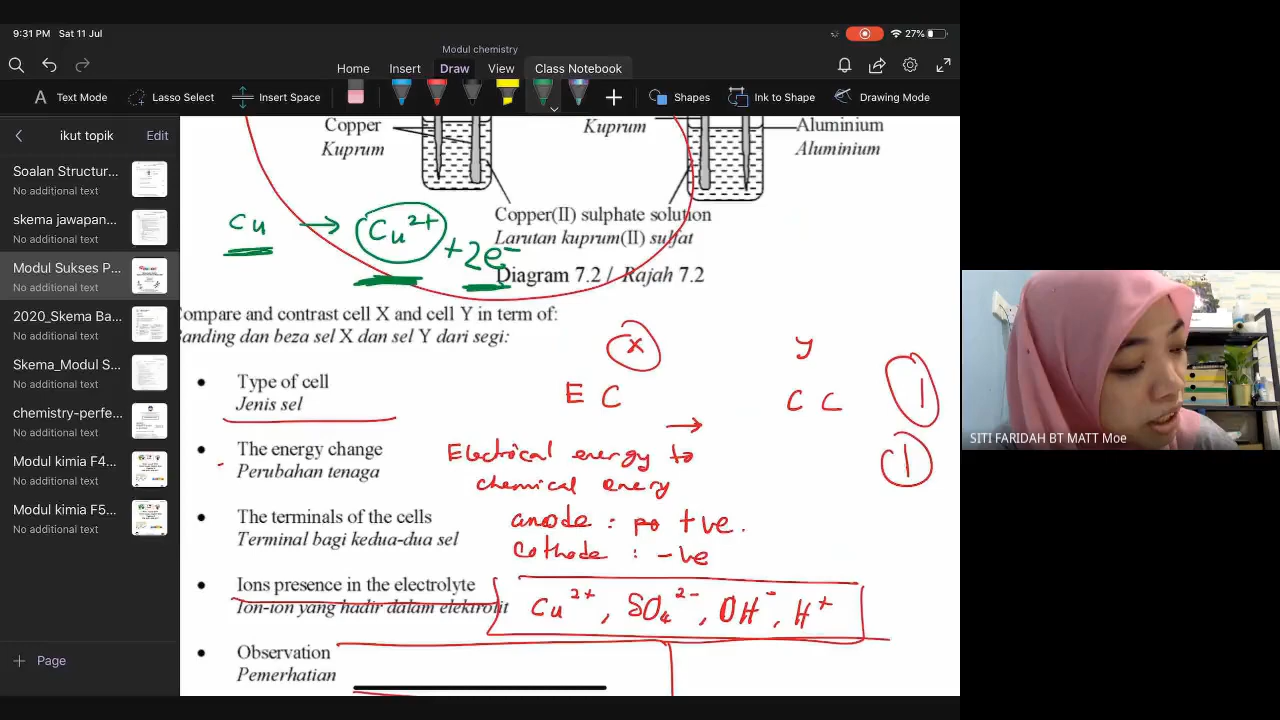 9:31 PM Sat 11 Jul
27%
Modul chemistry
Home Insert Draw View Class Notebook
Text Mode Lasso Select Insert Space Shapes Ink to Shape Drawing Mode
ikut topik Edit
Soalan Structur...
No additional text
skema jawapan...
No additional text
Modul Sukses P...
No additional text
2020_Skema Ba...
No additional text
Skema_Modul S...
No additional text
chemistry-perfe...
No additional text
Modul kimia F4...
No additional text
Modul kimia F5...
No additional text
Page
Copper
Kuprum
Kuprum
Aluminium
Aluminium
Cu → Cu²⁺ + 2e⁻
Copper(II) sulphate solution
Larutan kuprum(II) sulfat
Diagram 7.2 / Rajah 7.2
ompare and contrast cell X and cell Y in term of:
anding dan beza sel X dan sel Y dari segi:
X Y
• Type of cell
Jenis sel
E C C C 1
• The energy change
Perubahan tenaga
→
Electrical energy to
chemical enery
1
• The terminals of the cells
Terminal bagi kedua-dua sel
anode : po +ve.
cathode : -ve
• Ions presence in the electrolyte
Ion-ion yang hadir dalam elektrolit
Cu²⁺, SO₄²⁻, OH⁻, H⁺
• Observation
Pemerhatian
SITI FARIDAH BT MATT Moe